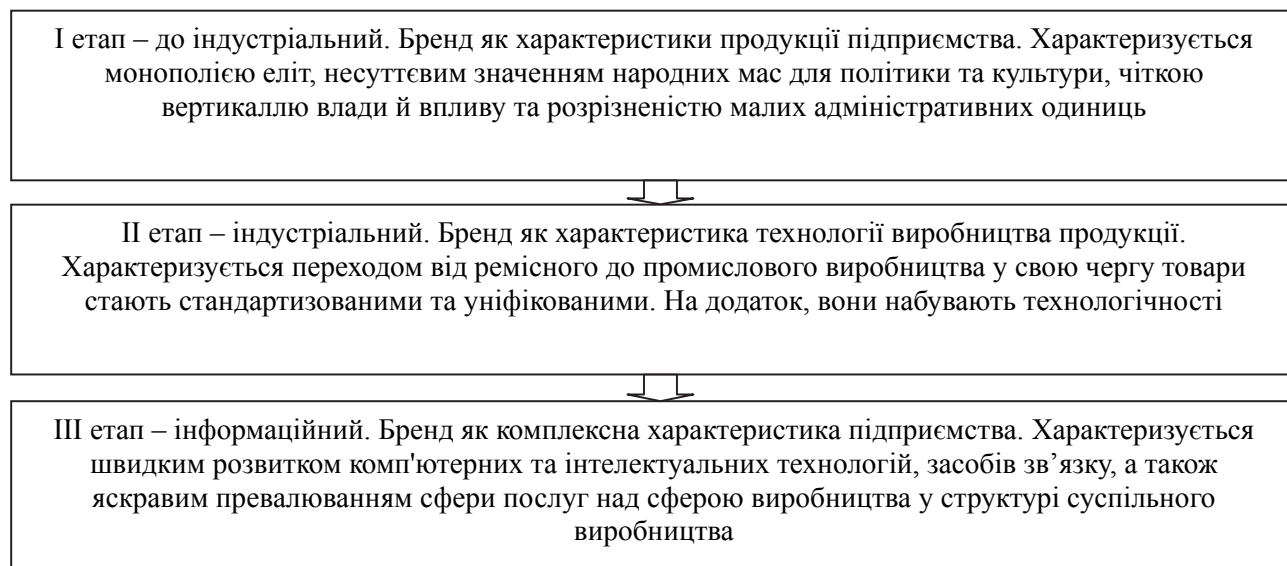 І етап – до індустріальний. Бренд як характеристики продукції підприємства. Характеризується
монополією еліт, несуттєвим значенням народних мас для політики та культури, чіткою
вертикаллю влади й впливу та розрізненістю малих адміністративних одиниць
ІІ етап – індустріальний. Бренд як характеристика технології виробництва продукції.
Характеризується переходом від ремісного до промислового виробництва у свою чергу товари
стають стандартизованими та уніфікованими. На додаток, вони набувають технологічності
ІІІ етап – інформаційний. Бренд як комплексна характеристика підприємства. Характеризується
швидким розвитком комп'ютерних та інтелектуальних технологій, засобів зв’язку, а також
яскравим превалюванням сфери послуг над сферою виробництва у структурі суспільного
виробництва